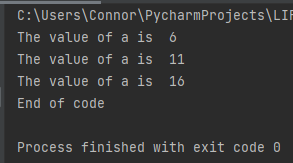 C:\Users\Connor\PycharmProjects\LIF
The value of a is  6
The value of a is  11
The value of a is  16
End of code
Process finished with exit code 0